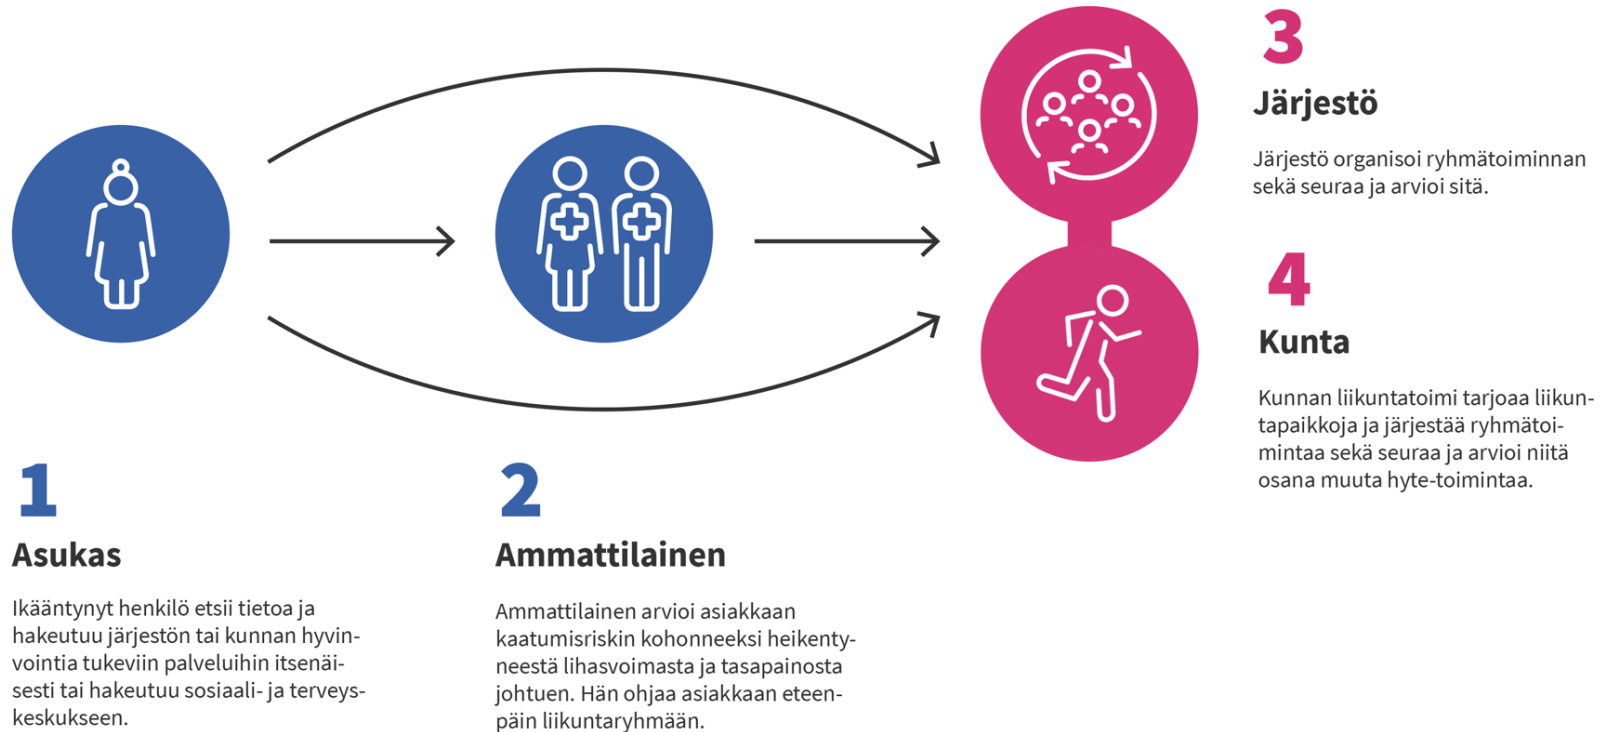 1
Asukas
Ikääntynyt henkilö etsii tietoa ja
hakeutuu järjestön tai kunnan hyvin-
vointia tukeviin palveluihin itsenäi-
sesti tai hakeutuu sosiaali- ja terveys-
keskukseen.
2
Ammattilainen
Ammattilainen arvioi asiakkaan
kaatumisriskin kohonneeksi heikenty-
neestä lihasvoimasta ja tasapainosta
johtuen. Hän ohjaa asiakkaan eteen-
päin liikuntaryhmään.
3
Järjestö
Järjestö organisoi ryhmätoiminnan
sekä seuraa ja arvioi sitä.
4
Kunta
Kunnan liikuntatoimi tarjoaa liikun-
tapaikkoja ja järjestää ryhmätoi-
mintaa sekä seuraa ja arvioi niitä
osana muuta hyte-toimintaa.